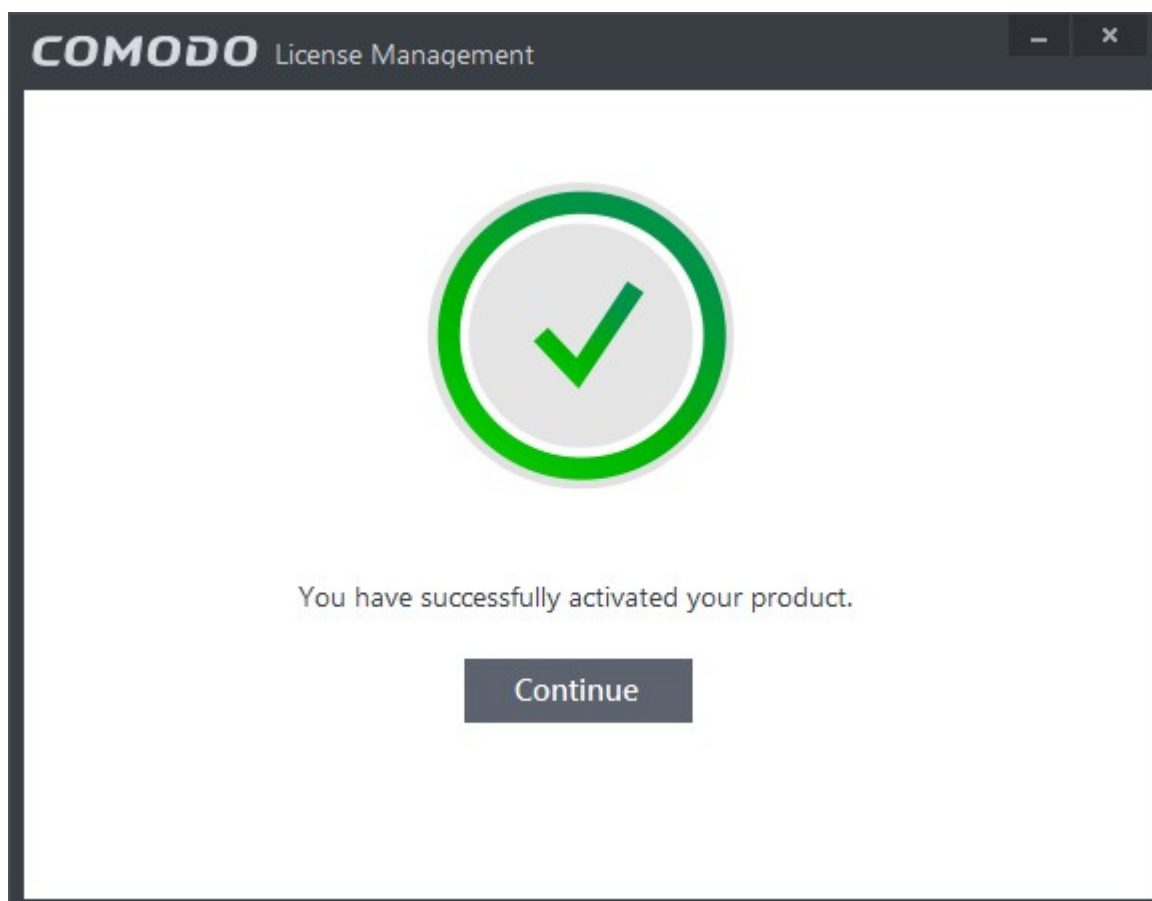 COMODO License Management
You have successfully activated your product.
Continue